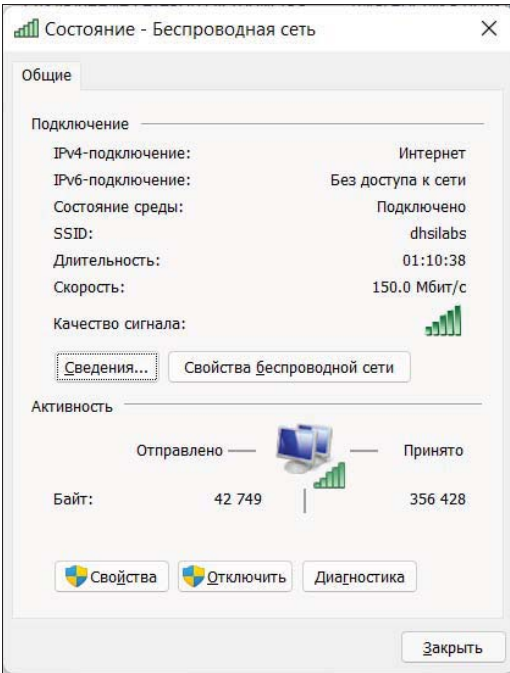 Состояние - Беспроводная сеть
Общие
Подключение
IPv4-подключение: Интернет
IPv6-подключение: Без доступа к сети
Состояние среды: Подключено
SSID: dhsilabs
Длительность: 01:10:38
Скорость: 150.0 Мбит/с
Качество сигнала:
Сведения... Свойства беспроводной сети
Активность
Отправлено Принято
Байт: 42 749 356 428
Свойства Отключить Диагностика
Закрыть